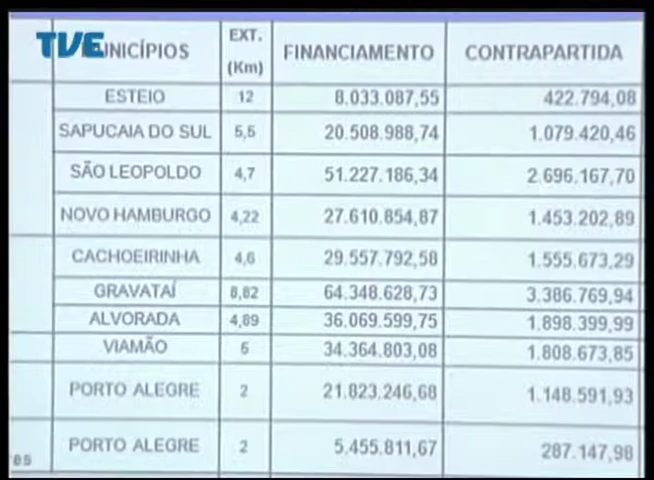 TVE
UNICÍPIOS EXT. (Km) FINANCIAMENTO CONTRAPARTIDA
ESTEIO 12 8.033.087,55 422.794,08
SAPUCAIA DO SUL 5,5 20.508.988,74 1.079.420,46
SÃO LEOPOLDO 4,7 51.227.186,34 2.696.167,70
NOVO HAMBURGO 4,22 27.610.854,87 1.453.202,89
CACHOEIRINHA 4,6 29.557.792,58 1.555.673,29
GRAVATAÍ 8,82 64.348.628,73 3.386.769,94
ALVORADA 4,89 36.069.599,75 1.898.399,99
VIAMÃO 34.364.803,08 1.808.673,85
PORTO ALEGRE 2 21.823.246,68 1.148.591,93
PORTO ALEGRE 2 5.455.811,67 287.147,98